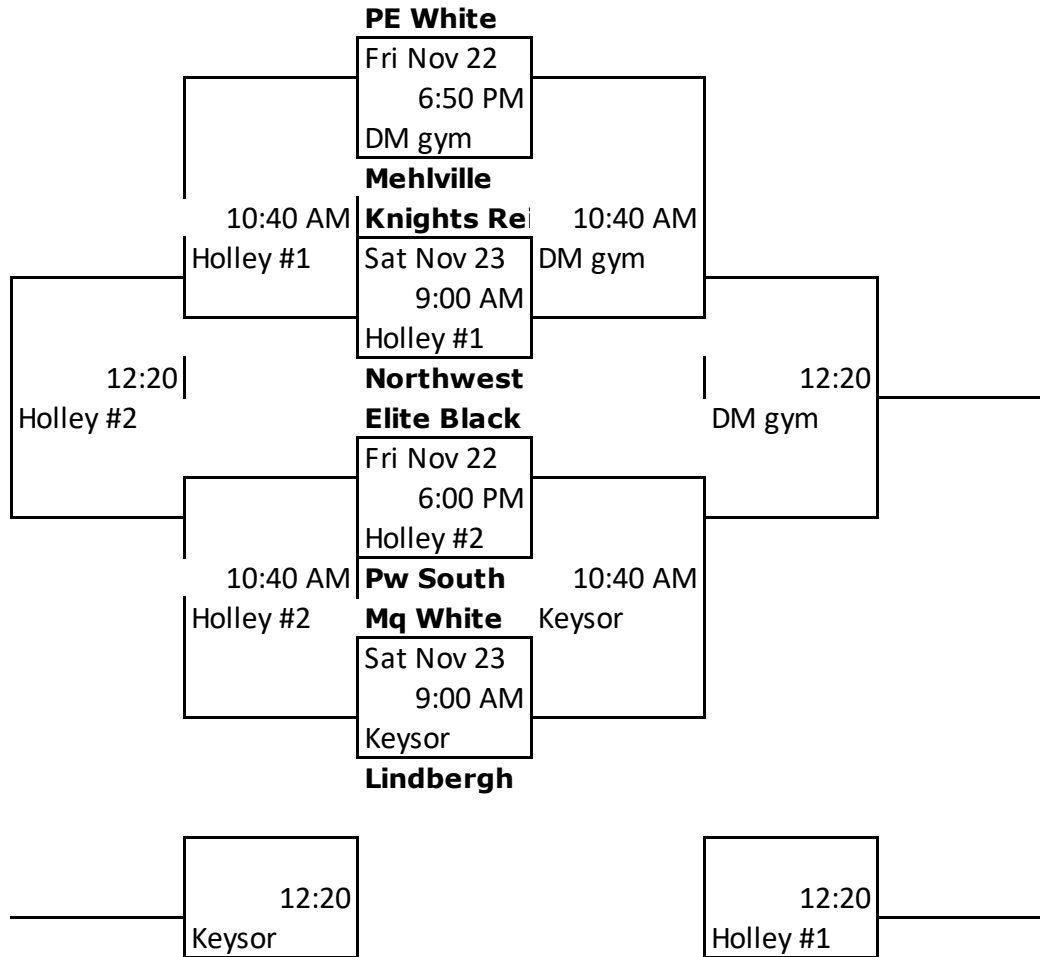 PE White
Fri Nov 22
6:50 PM
DM gym
Mehlville
10:40 AM Knights Rei 10:40 AM
Holley #1 Sat Nov 23 DM gym
9:00 AM
Holley #1
12:20 Northwest 12:20
Holley #2 Elite Black DM gym
Fri Nov 22
6:00 PM
Holley #2
10:40 AM Pw South 10:40 AM
Holley #2 Mq White Keysor
Sat Nov 23
9:00 AM
Keysor
Lindbergh
12:20 12:20
Keysor Holley #1